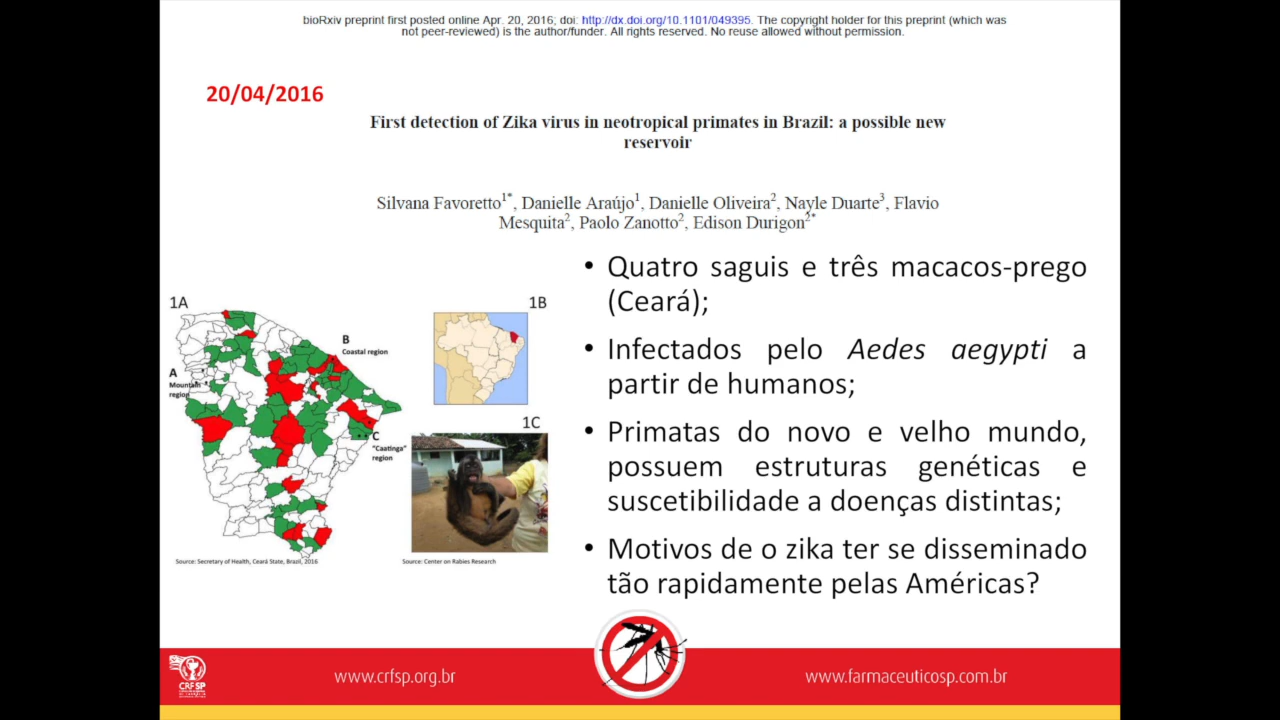 bioRxiv preprint first posted online Apr. 20, 2016; doi: http://dx.doi.org/10.1101/049395. The copyright holder for this preprint (which was
not peer-reviewed) is the author/funder. All rights reserved. No reuse allowed without permission.
20/04/2016
First detection of Zika virus in neotropical primates in Brazil: a possible new
reservoir
Silvana Favoretto1*, Danielle Araújo1, Danielle Oliveira2, Nayle Duarte3, Flavio
Mesquita2, Paolo Zanotto2, Edison Durigon2*
1A
1B
B
Coastal region
A
Mountain
region
C
"Caatinga"
region
1C
Source: Secretary of Health, Ceará State, Brazil, 2016
Source: Center on Rabies Research
• Quatro saguis e três macacos-prego
(Ceará);
• Infectados pelo Aedes aegypti a
partir de humanos;
• Primatas do novo e velho mundo,
possuem estruturas genéticas e
suscetibilidade a doenças distintas;
• Motivos de o zika ter se disseminado
tão rapidamente pelas Américas?
CRFSP
www.crfsp.org.br
www.farmaceuticosp.com.br